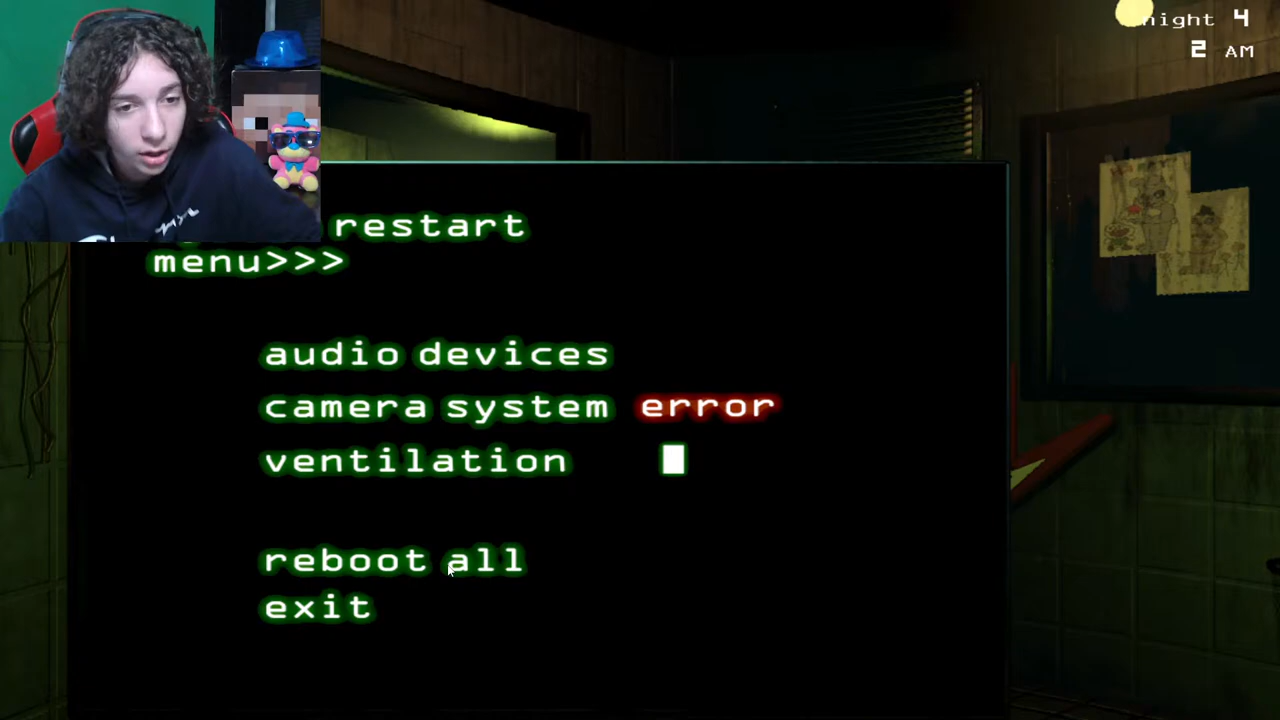 night 4
2 AM
restart
menu>>>
audio devices
camera system error
ventilation
reboot all
exit